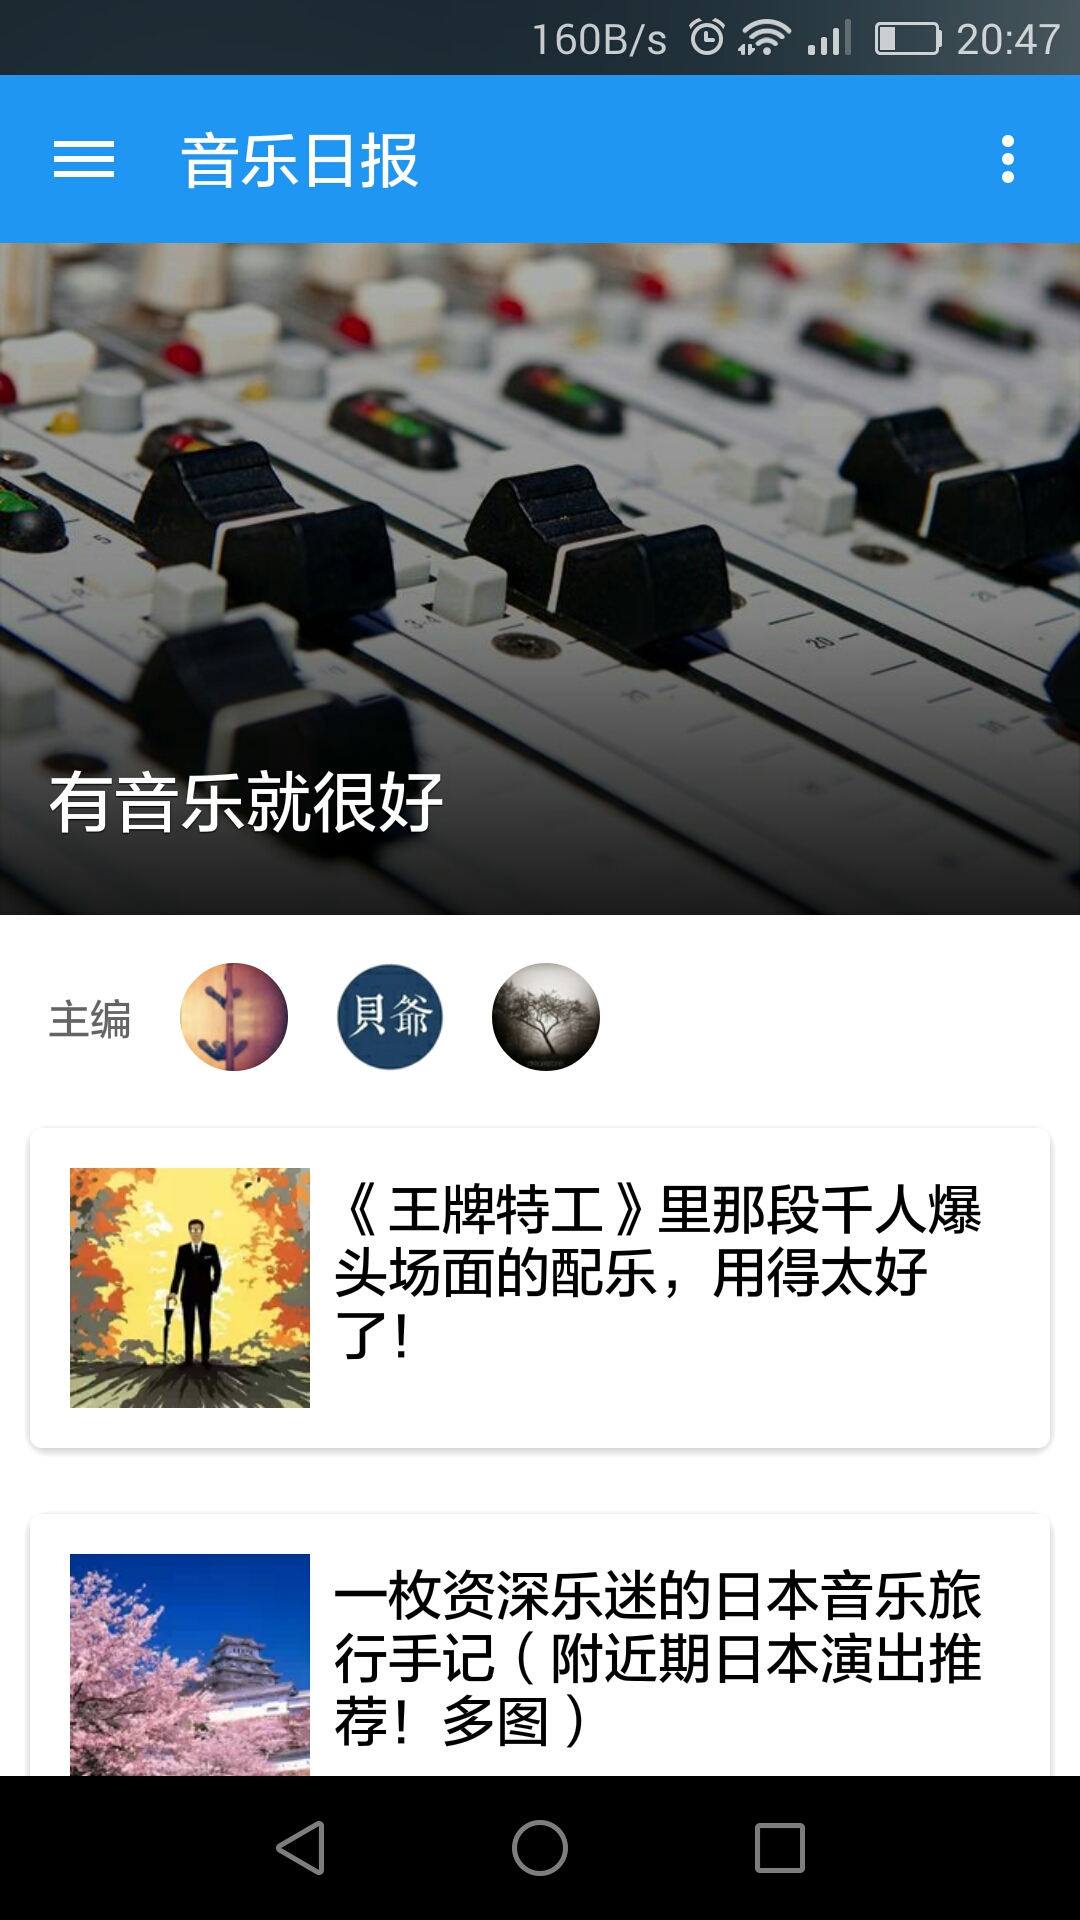 160B/s 20:47
音乐日报
有音乐就很好
主编
貝爺
《王牌特工》里那段千人爆
头场面的配乐，用得太好
了！
一枚资深乐迷的日本音乐旅
行手记（附近期日本演出推
荐！多图）